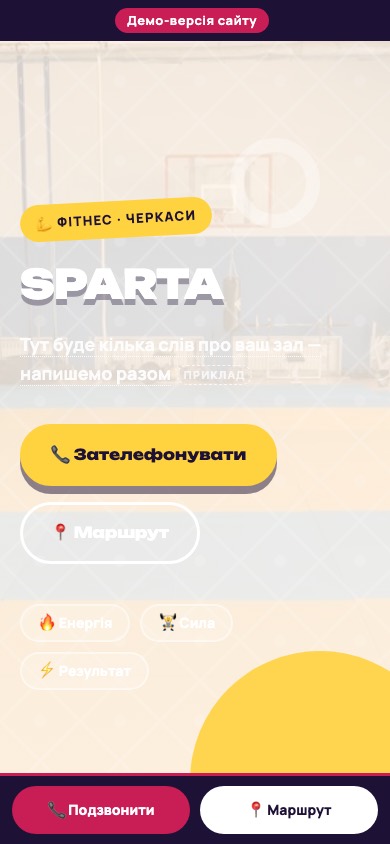 Демо-версія сайту
ФІТНЕС · ЧЕРКАСИ
SPARTA
Тут буде кілька слів про ваш зал —
напишемо разом ПРИКЛАД
Зателефонувати
Маршрут
Енергія Сила
Результат
Подзвонити Маршрут